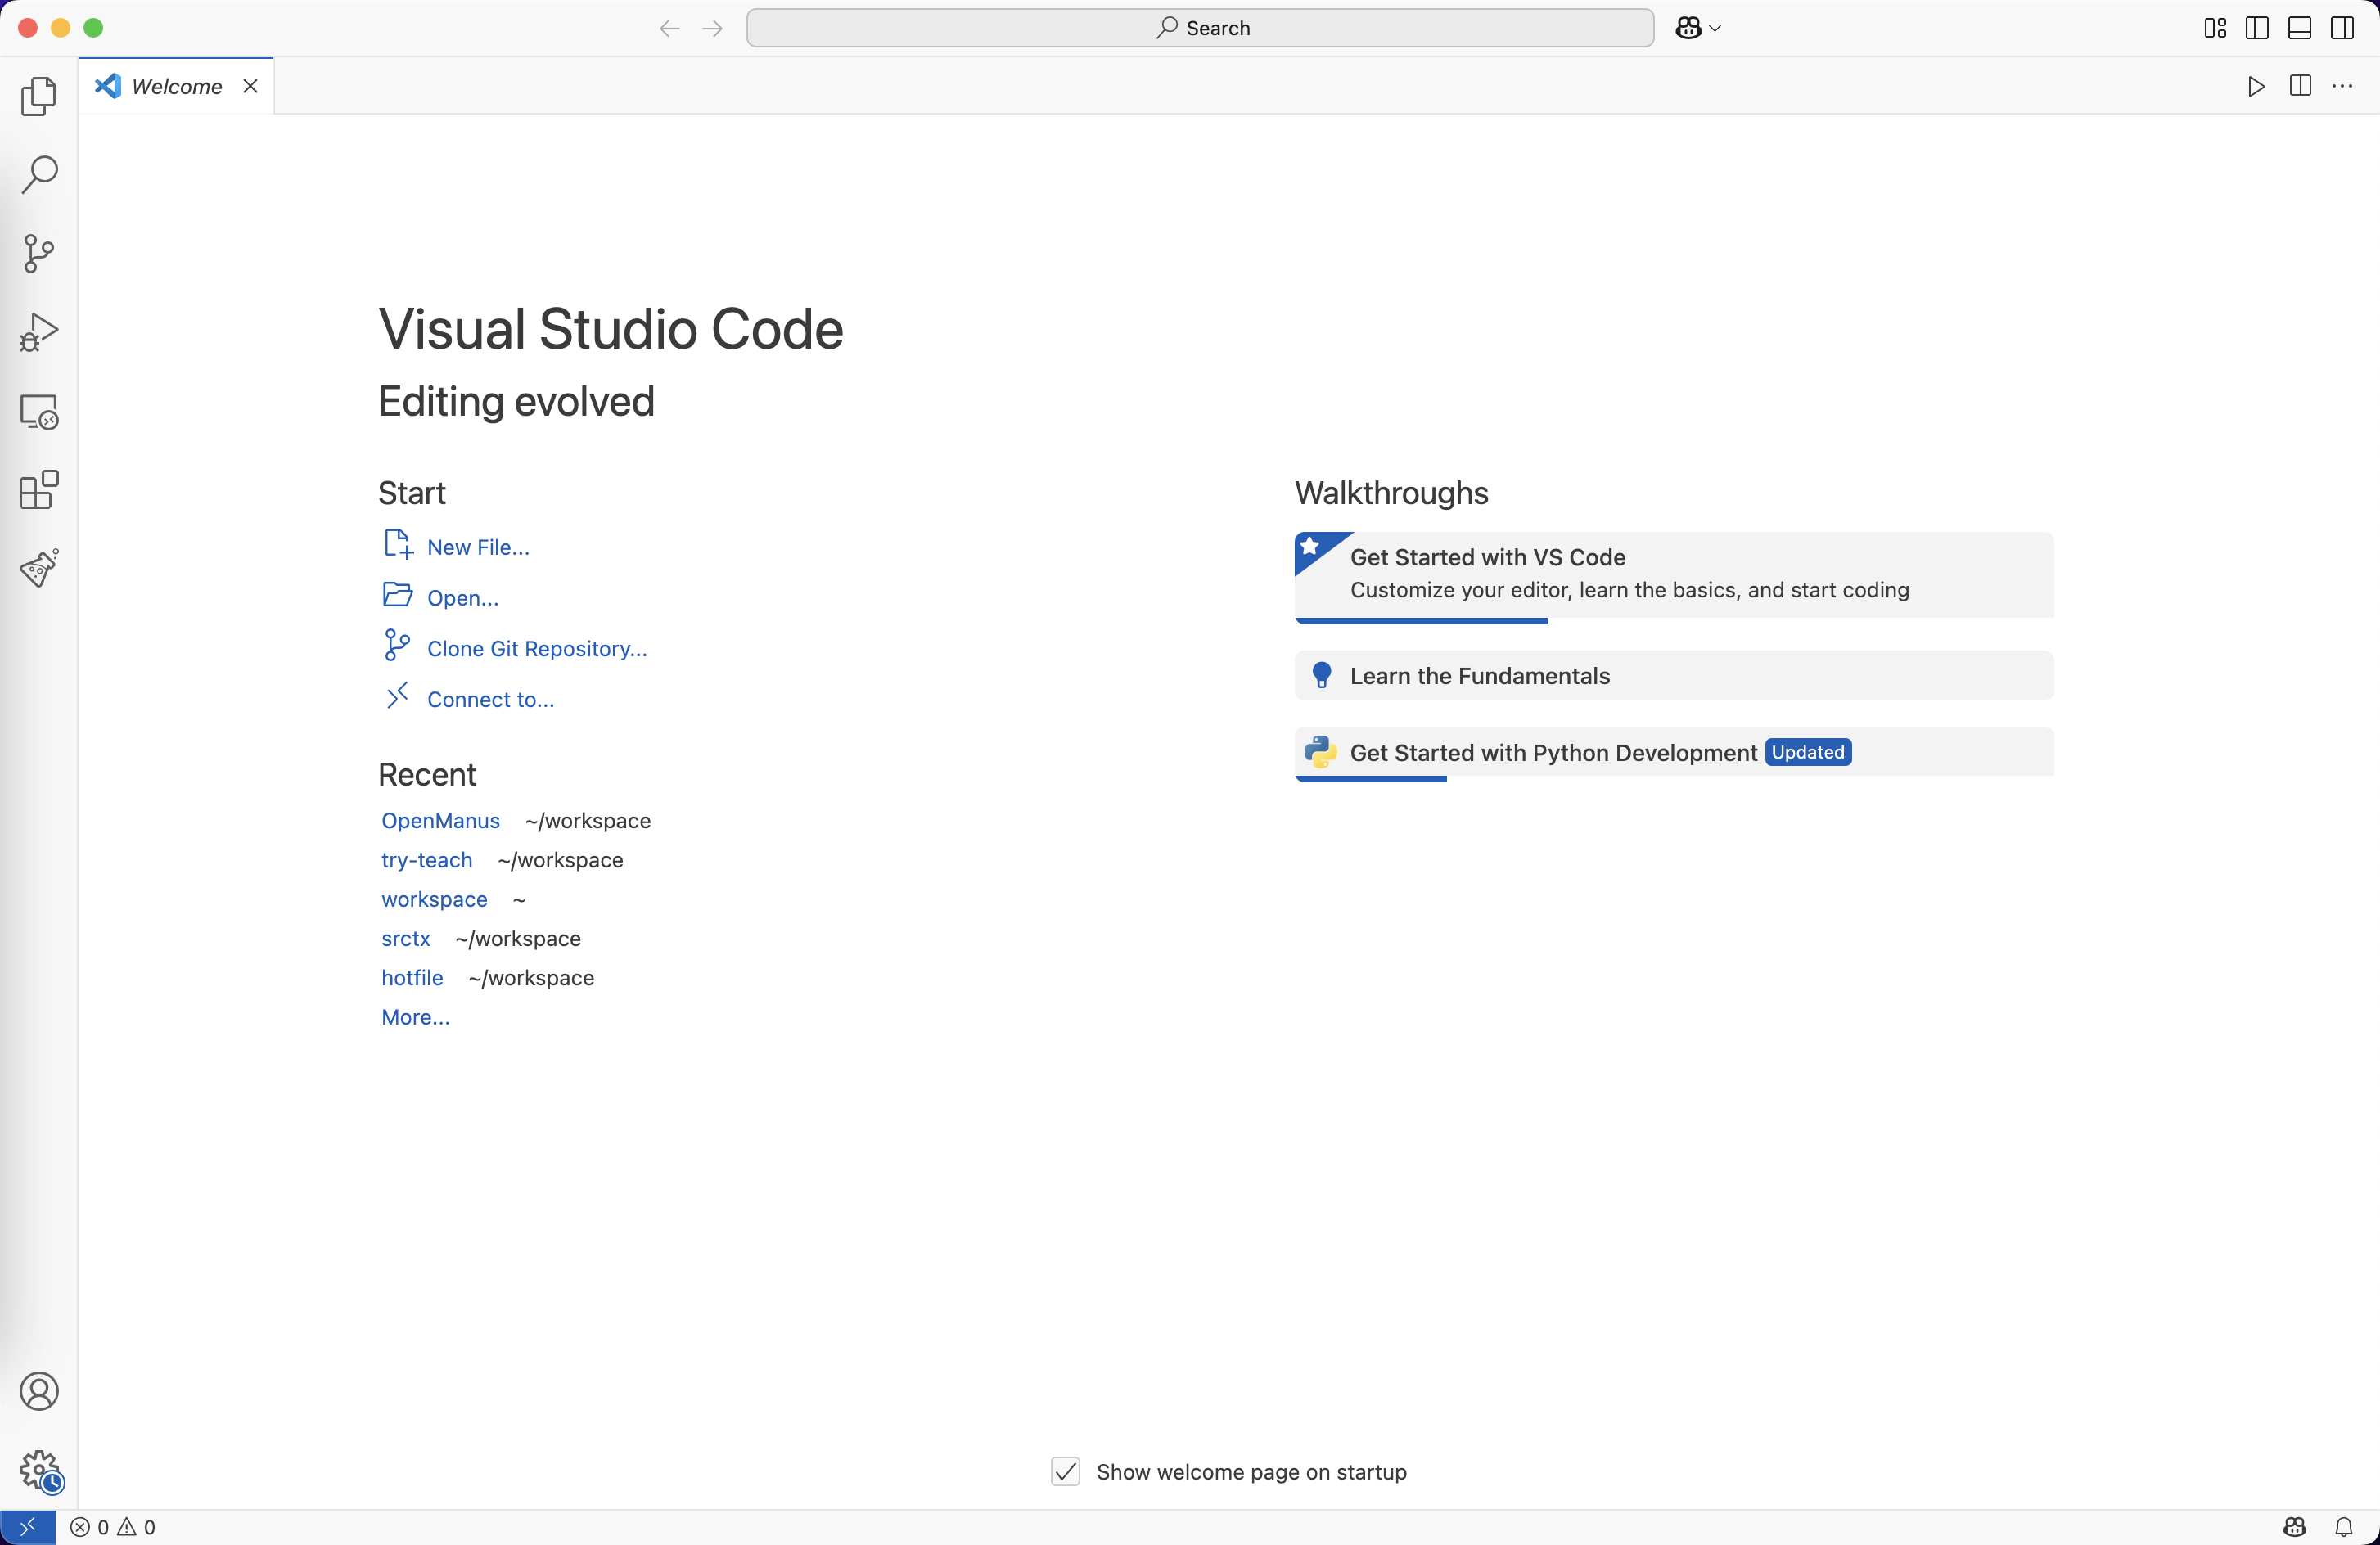 Search
Welcome
Visual Studio Code
Editing evolved
Start
New File...
Open...
Clone Git Repository...
Connect to...
Recent
OpenManus ~/workspace
try-teach ~/workspace
workspace ~
srctx ~/workspace
hotfile ~/workspace
More...
Walkthroughs
Get Started with VS Code
Customize your editor, learn the basics, and start coding
Learn the Fundamentals
Get Started with Python Development Updated
Show welcome page on startup
0 0